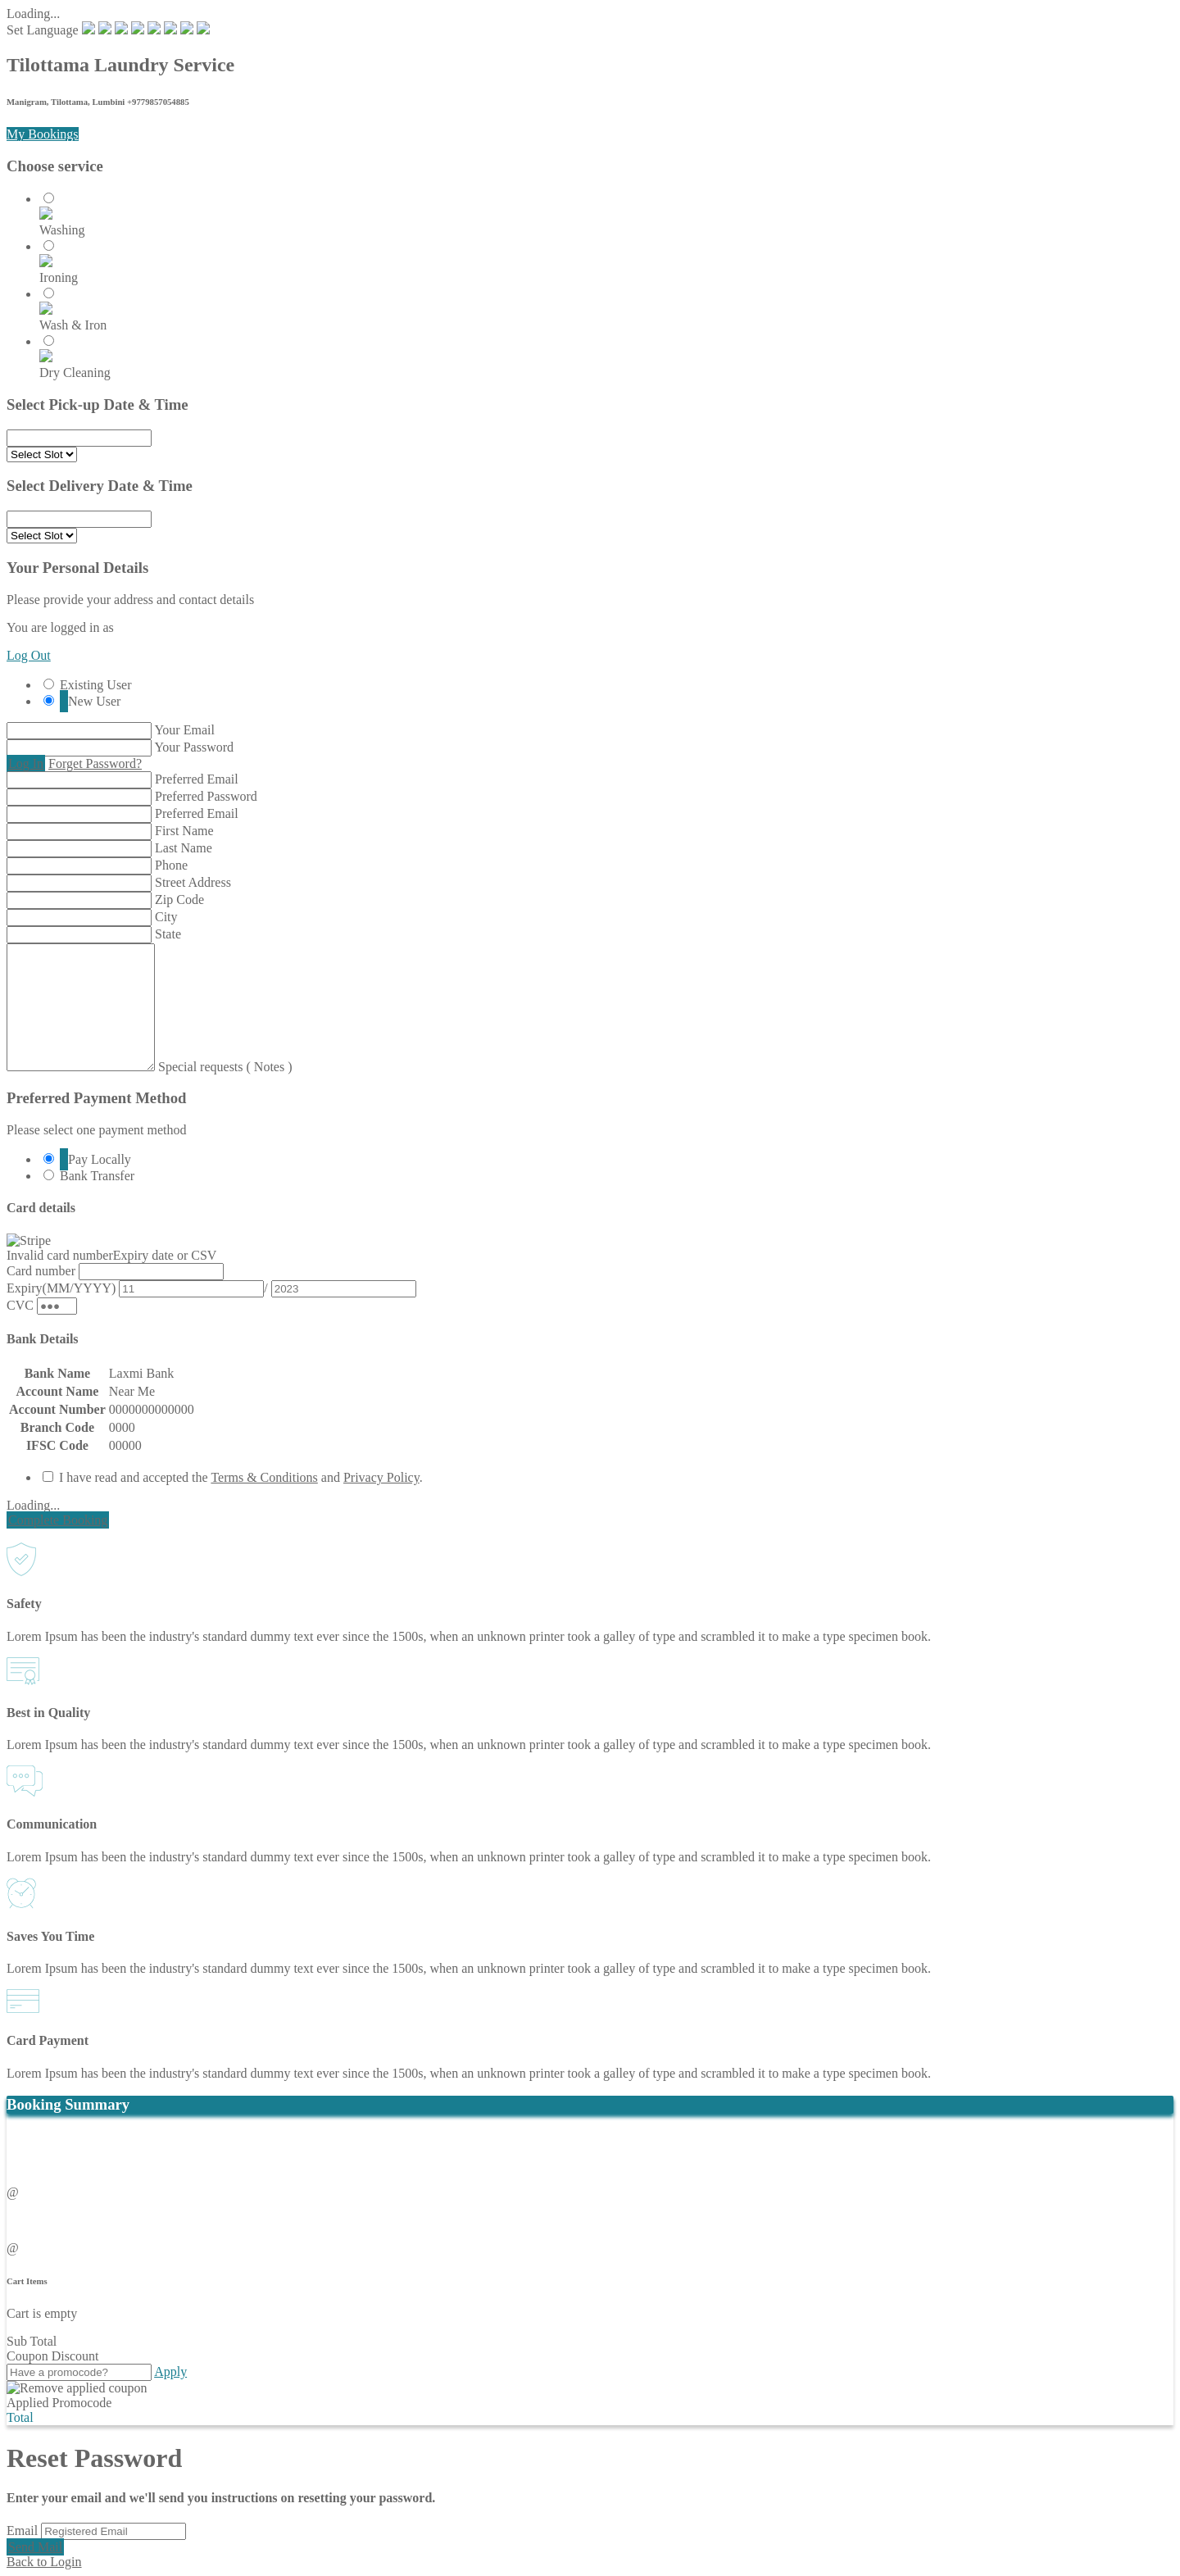 Loading...
Set Language
Tilottama Laundry Service
Manigram, Tilottama, Lumbini +9779857054885
My Bookings
Choose service
Washing
Ironing
Wash & Iron
Dry Cleaning
Select Pick-up Date & Time
Select Slot
Select Delivery Date & Time
Select Slot
Your Personal Details
Please provide your address and contact details
You are logged in as
Log Out
Existing User
New User
Your Email
Your Password
Forget Password?
Preferred Email
Preferred Password
Preferred Email
First Name
Last Name
Phone
Street Address
Zip Code
City
State
Special requests ( Notes )
Preferred Payment Method
Please select one payment method
Pay Locally
Bank Transfer
Card details
Stripe
Invalid card numberExpiry date or CSV
Card number
Expiry(MM/YYYY) 11 / 2023
CVC ●●●
Bank Details
Bank Name Laxmi Bank
Account Name Near Me
Account Number 0000000000000
Branch Code 0000
IFSC Code 00000
I have read and accepted the Terms & Conditions and Privacy Policy.
Loading...
Complete Booking
Safety
Lorem Ipsum has been the industry's standard dummy text ever since the 1500s, when an unknown printer took a galley of type and scrambled it to make a type specimen book.
Best in Quality
Lorem Ipsum has been the industry's standard dummy text ever since the 1500s, when an unknown printer took a galley of type and scrambled it to make a type specimen book.
Communication
Lorem Ipsum has been the industry's standard dummy text ever since the 1500s, when an unknown printer took a galley of type and scrambled it to make a type specimen book.
Saves You Time
Lorem Ipsum has been the industry's standard dummy text ever since the 1500s, when an unknown printer took a galley of type and scrambled it to make a type specimen book.
Card Payment
Lorem Ipsum has been the industry's standard dummy text ever since the 1500s, when an unknown printer took a galley of type and scrambled it to make a type specimen book.
Booking Summary
@
@
Cart Items
Cart is empty
Sub Total
Coupon Discount
Have a promocode? Apply
Remove applied coupon
Applied Promocode
Total
Reset Password
Enter your email and we'll send you instructions on resetting your password.
Email Registered Email
Back to Login